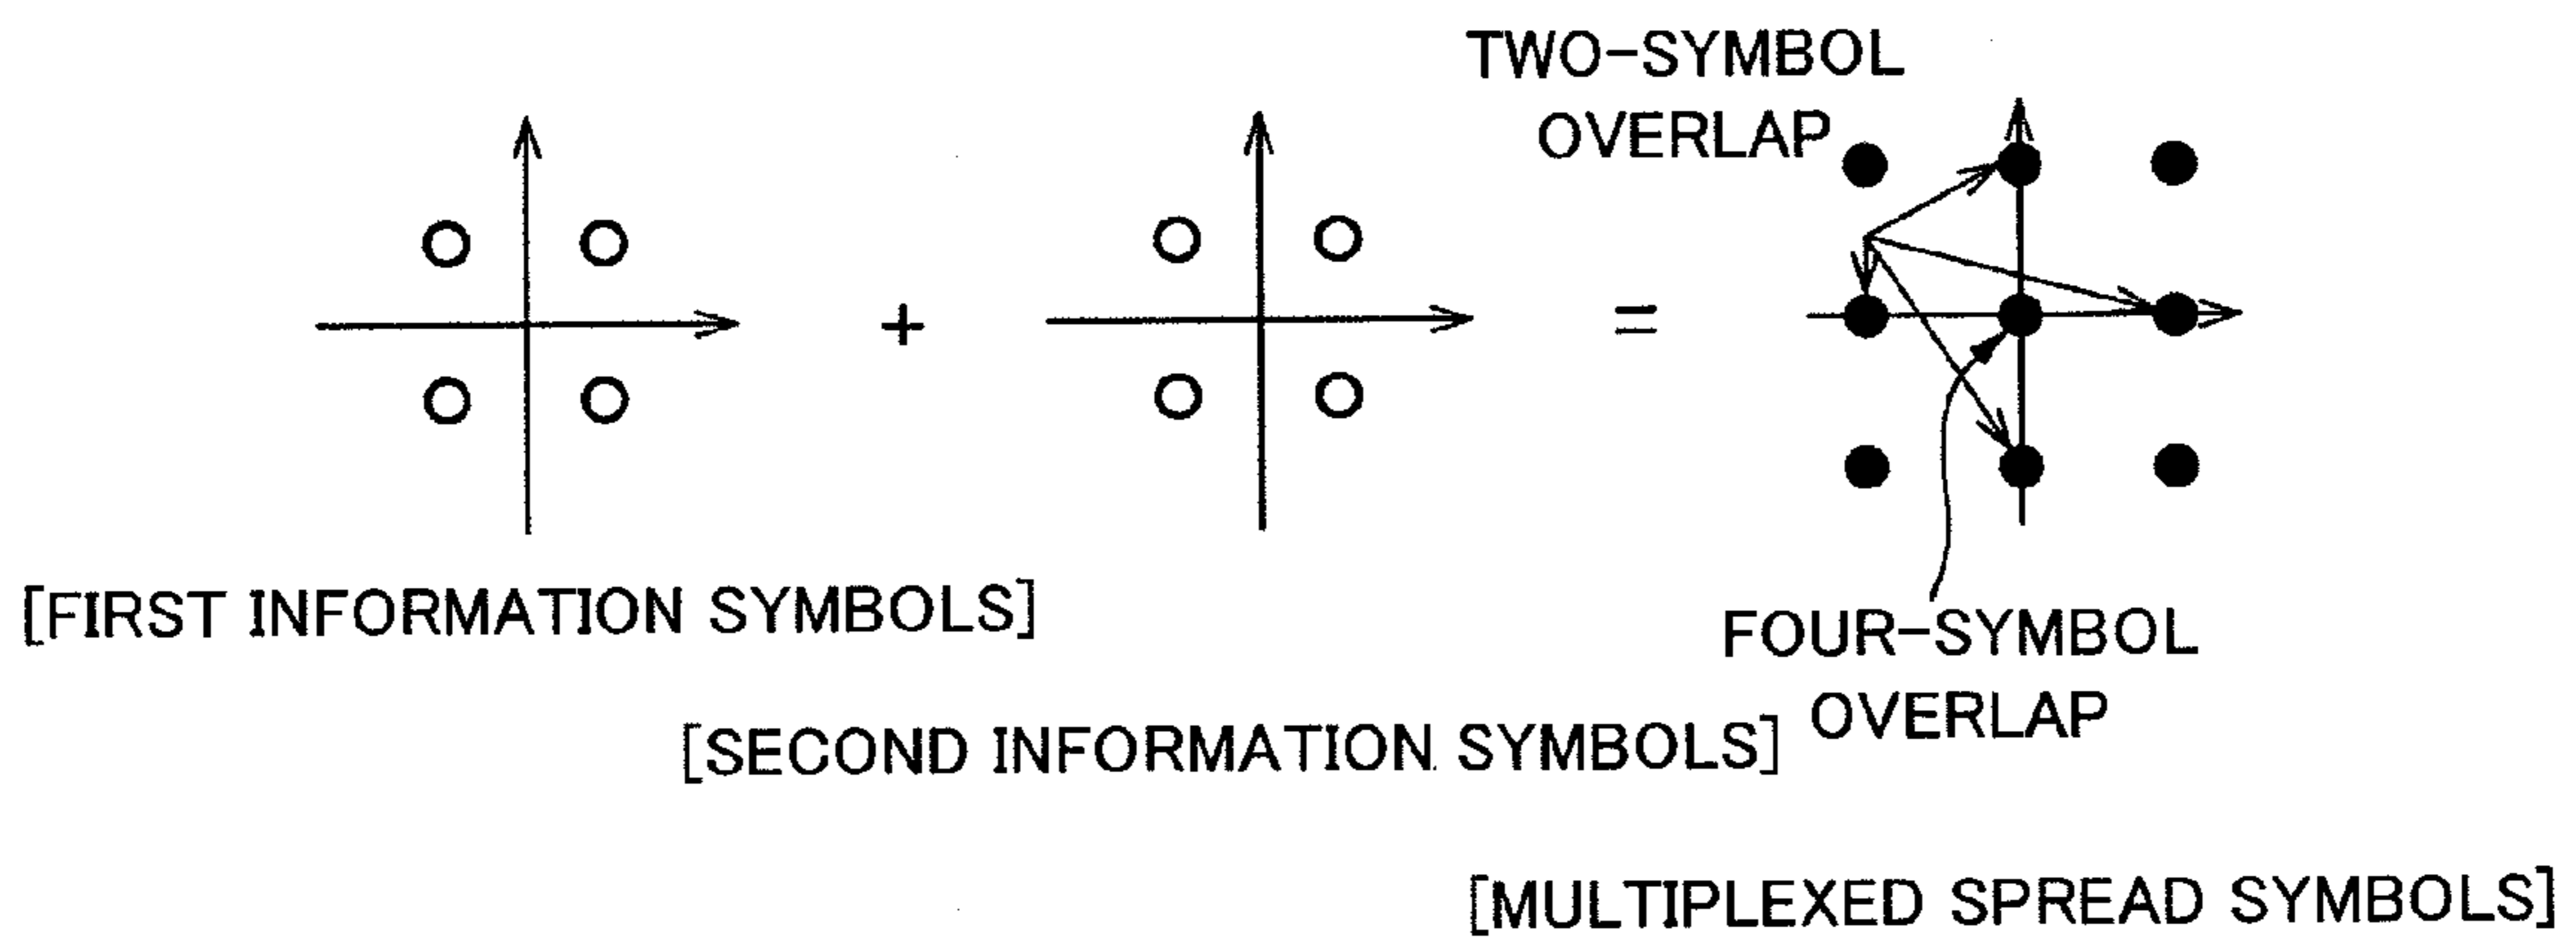 TWO-SYMBOL
OVERLAP
+
=
[FIRST INFORMATION SYMBOLS]
FOUR-SYMBOL
OVERLAP
[SECOND INFORMATION SYMBOLS]
[MULTIPLEXED SPREAD SYMBOLS]